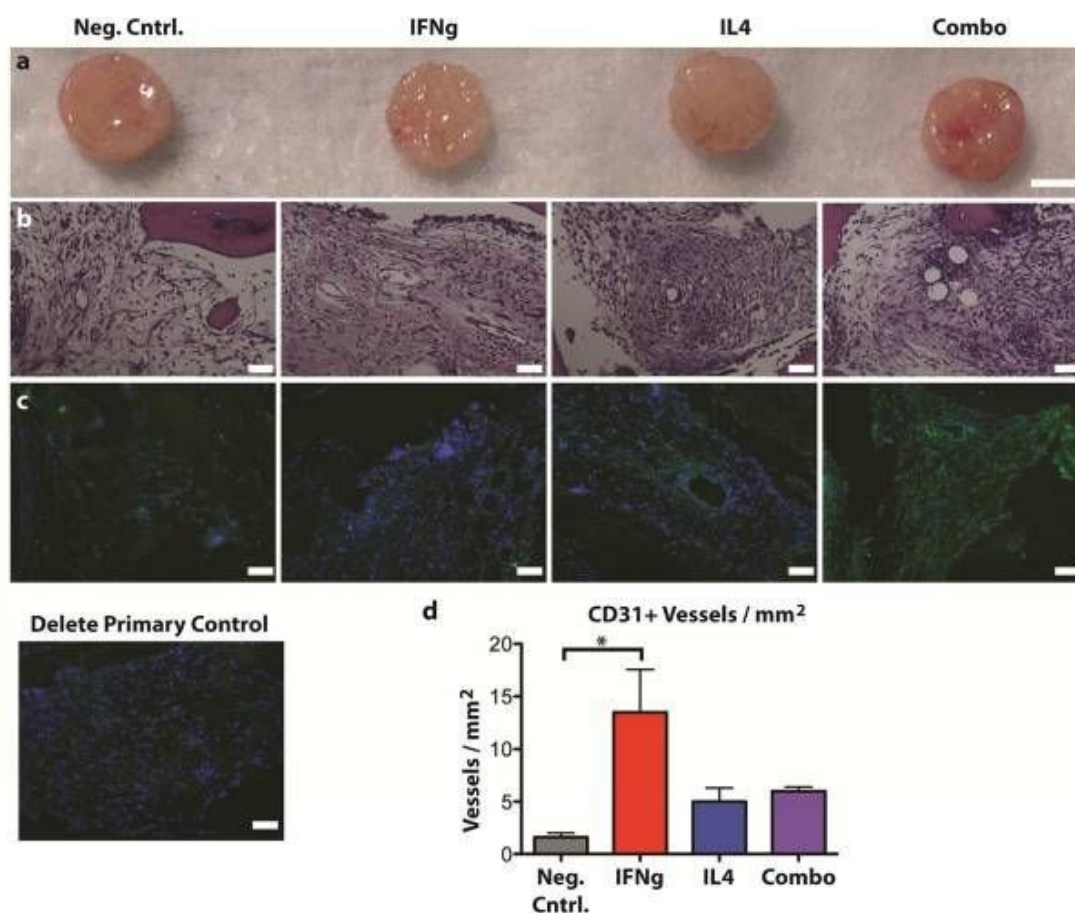 Neg. Cntrl. IFNg IL4 Combo
a
b
c
Delete Primary Control
d
CD31+ Vessels / mm²
*
Vessels / mm²
20
15
10
5
0
Neg. Cntrl. IFNg IL4 Combo